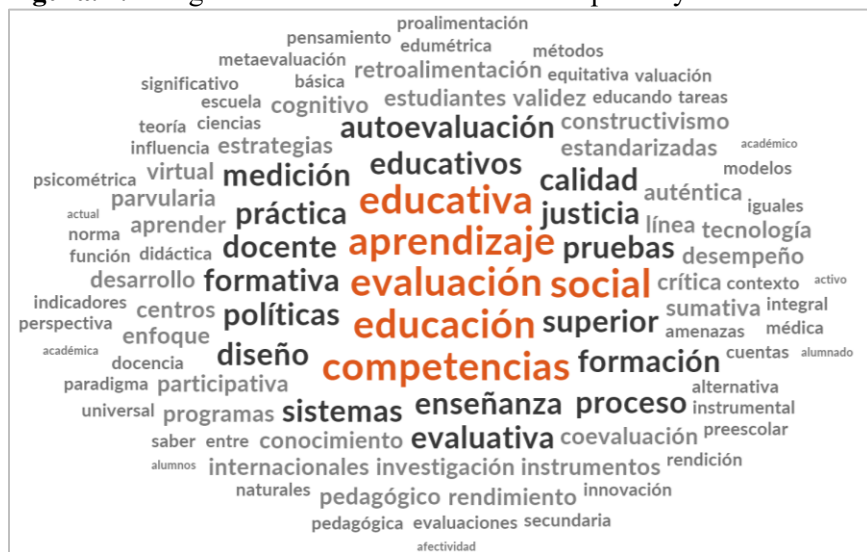 proalimentación
pensamiento edumétrica
metaevaluación métodos
significativo básica retroalimentación equitativa valuación
escuela cognitivo estudiantes validez educando tareas
teoría ciencias autoevaluación constructivismo
influencia estrategias estandarizadas académico
psicométrica virtual medición educativos calidad modelos
parvularia educativa auténtica iguales
actual aprender práctica justicia línea tecnología
norma docente aprendizaje pruebas
función didáctica desempeño
desarrollo formativa evaluación social crítica contexto activo
indicadores centros políticas sumativa integral
perspectiva enfoque educación superior amenazas médica
académica diseño
docencia competencias formación cuentas alumnado
paradigma participativa alternativa
universal programas sistemas enseñanza proceso instrumental
saber entre conocimiento evaluativa coevaluación preescolar
alumnos internacionales investigación instrumentos rendición
naturales pedagógico rendimiento innovación
pedagógica evaluaciones secundaria
afectividad